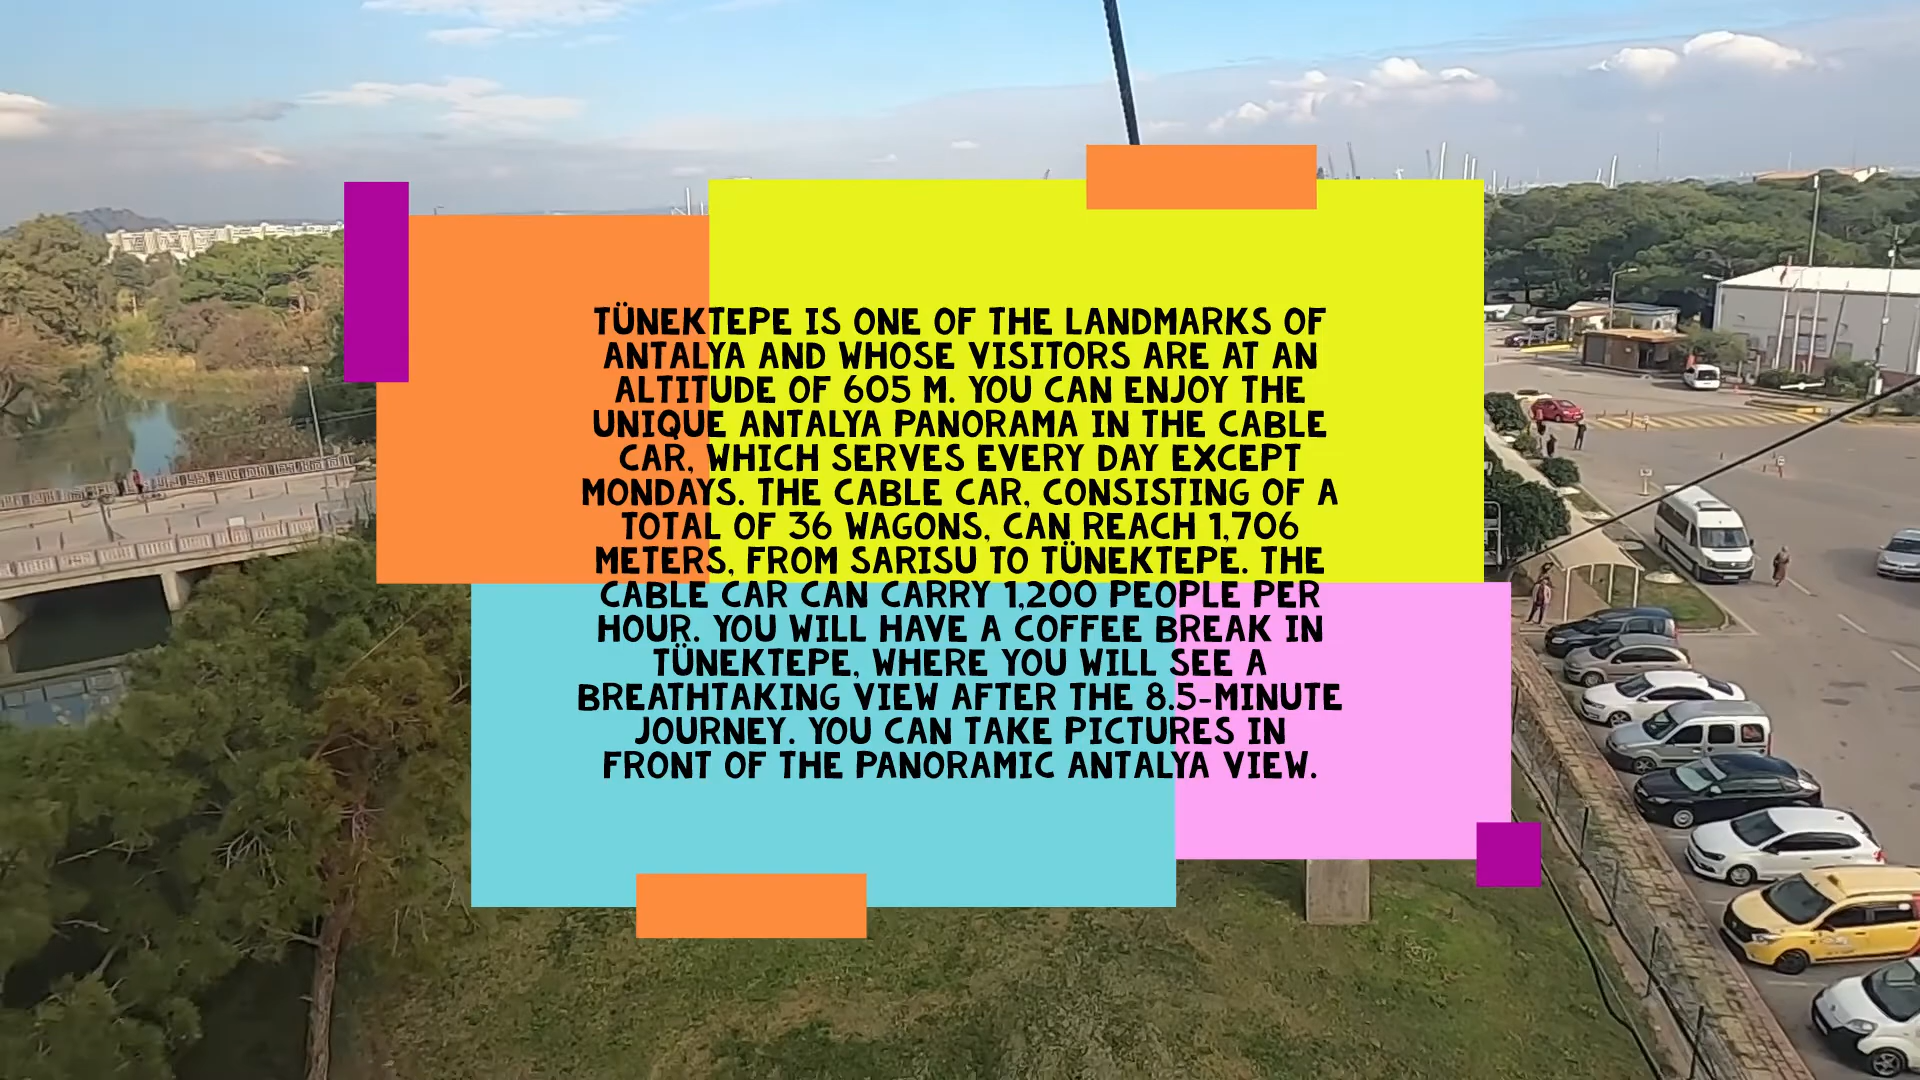 TÜNEKTEPE IS ONE OF THE LANDMARKS OF
ANTALYA AND WHOSE VISITORS ARE AT AN
ALTITUDE OF 605 M. YOU CAN ENJOY THE
UNIQUE ANTALYA PANORAMA IN THE CABLE
CAR, WHICH SERVES EVERY DAY EXCEPT
MONDAYS. THE CABLE CAR, CONSISTING OF A
TOTAL OF 36 WAGONS, CAN REACH 1,706
METERS, FROM SARISU TO TÜNEKTEPE. THE
CABLE CAR CAN CARRY 1,200 PEOPLE PER
HOUR. YOU WILL HAVE A COFFEE BREAK IN
TÜNEKTEPE, WHERE YOU WILL SEE A
BREATHTAKING VIEW AFTER THE 8.5-MINUTE
JOURNEY. YOU CAN TAKE PICTURES IN
FRONT OF THE PANORAMIC ANTALYA VIEW.